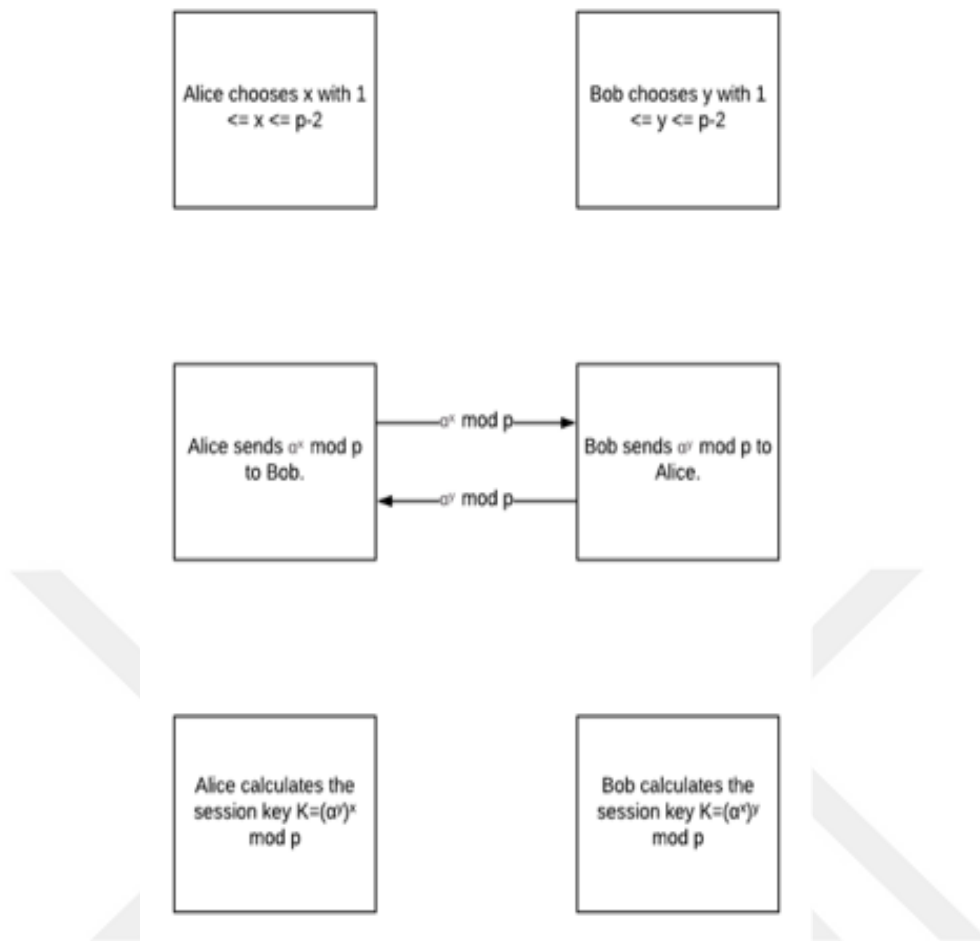 Alice chooses x with 1
<= x <= p-2
Bob chooses y with 1
<= y <= p-2
Alice sends αˣ mod p
to Bob.
αˣ mod p
αʸ mod p
Bob sends αʸ mod p to
Alice.
Alice calculates the
session key K=(αʸ)ˣ
mod p
Bob calculates the
session key K=(αˣ)ʸ
mod p